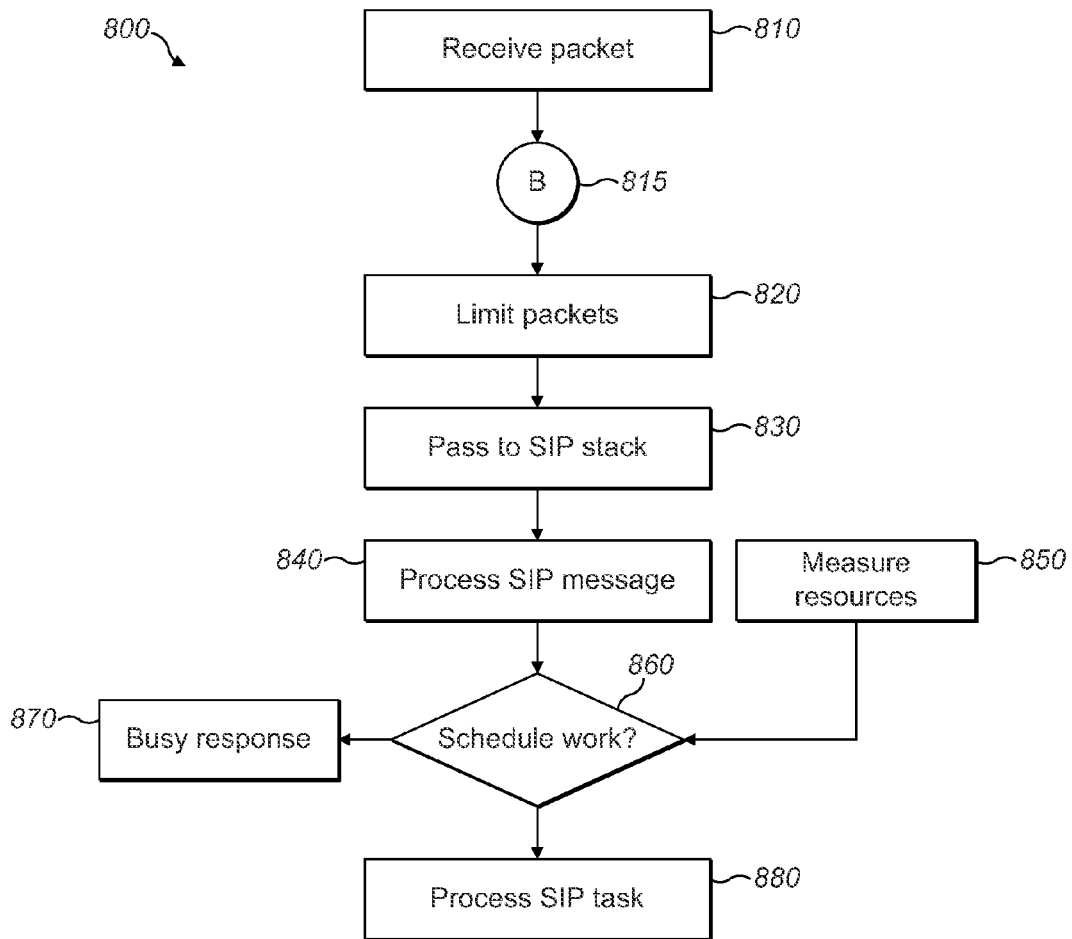 800
Receive packet
810
B
815
Limit packets
820
Pass to SIP stack
830
840
Process SIP message
Measure
resources
850
860
870
Busy response
Schedule work?
Process SIP task
880